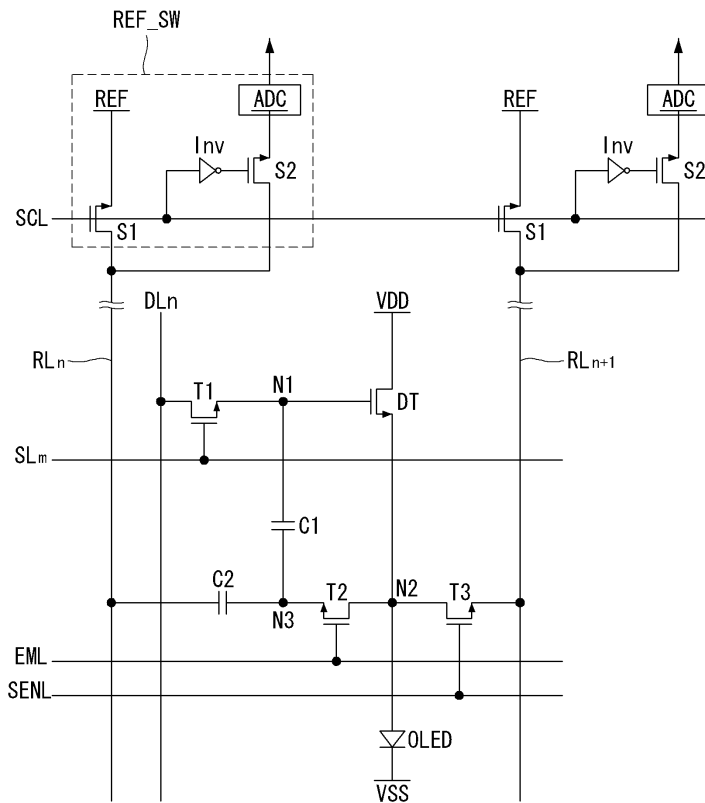 REF_SW
REF
ADC
REF
ADC
Inv
S2
Inv
S2
SCL
S1
S1
DLn
VDD
RLn
RLn+1
T1
N1
DT
SLm
C1
C2
N3
T2
N2
T3
EML
SENL
OLED
VSS